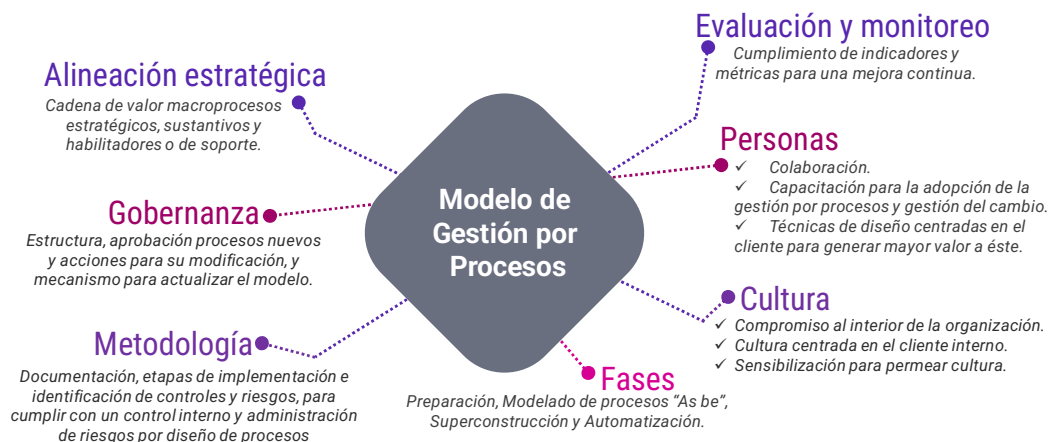 Alineación estratégica
Cadena de valor macroprocesos
estratégicos, sustantivos y
habilitadores o de soporte.
Gobernanza
Estructura, aprobación procesos nuevos
y acciones para su modificación, y
mecanismo para actualizar el modelo.
Metodología
Documentación, etapas de implementación e
identificación de controles y riesgos, para
cumplir con un control interno y administración
de riesgos por diseño de procesos
Modelo de
Gestión por
Procesos
Evaluación y monitoreo
Cumplimiento de indicadores y
métricas para una mejora continua.
Personas
✓ Colaboración.
✓ Capacitación para la adopción de la
gestión por procesos y gestión del cambio.
✓ Técnicas de diseño centradas en el
cliente para generar mayor valor a éste.
Cultura
✓ Compromiso al interior de la organización.
✓ Cultura centrada en el cliente interno.
✓ Sensibilización para permear cultura.
Fases
Preparación, Modelado de procesos “As be”,
Superconstrucción y Automatización.